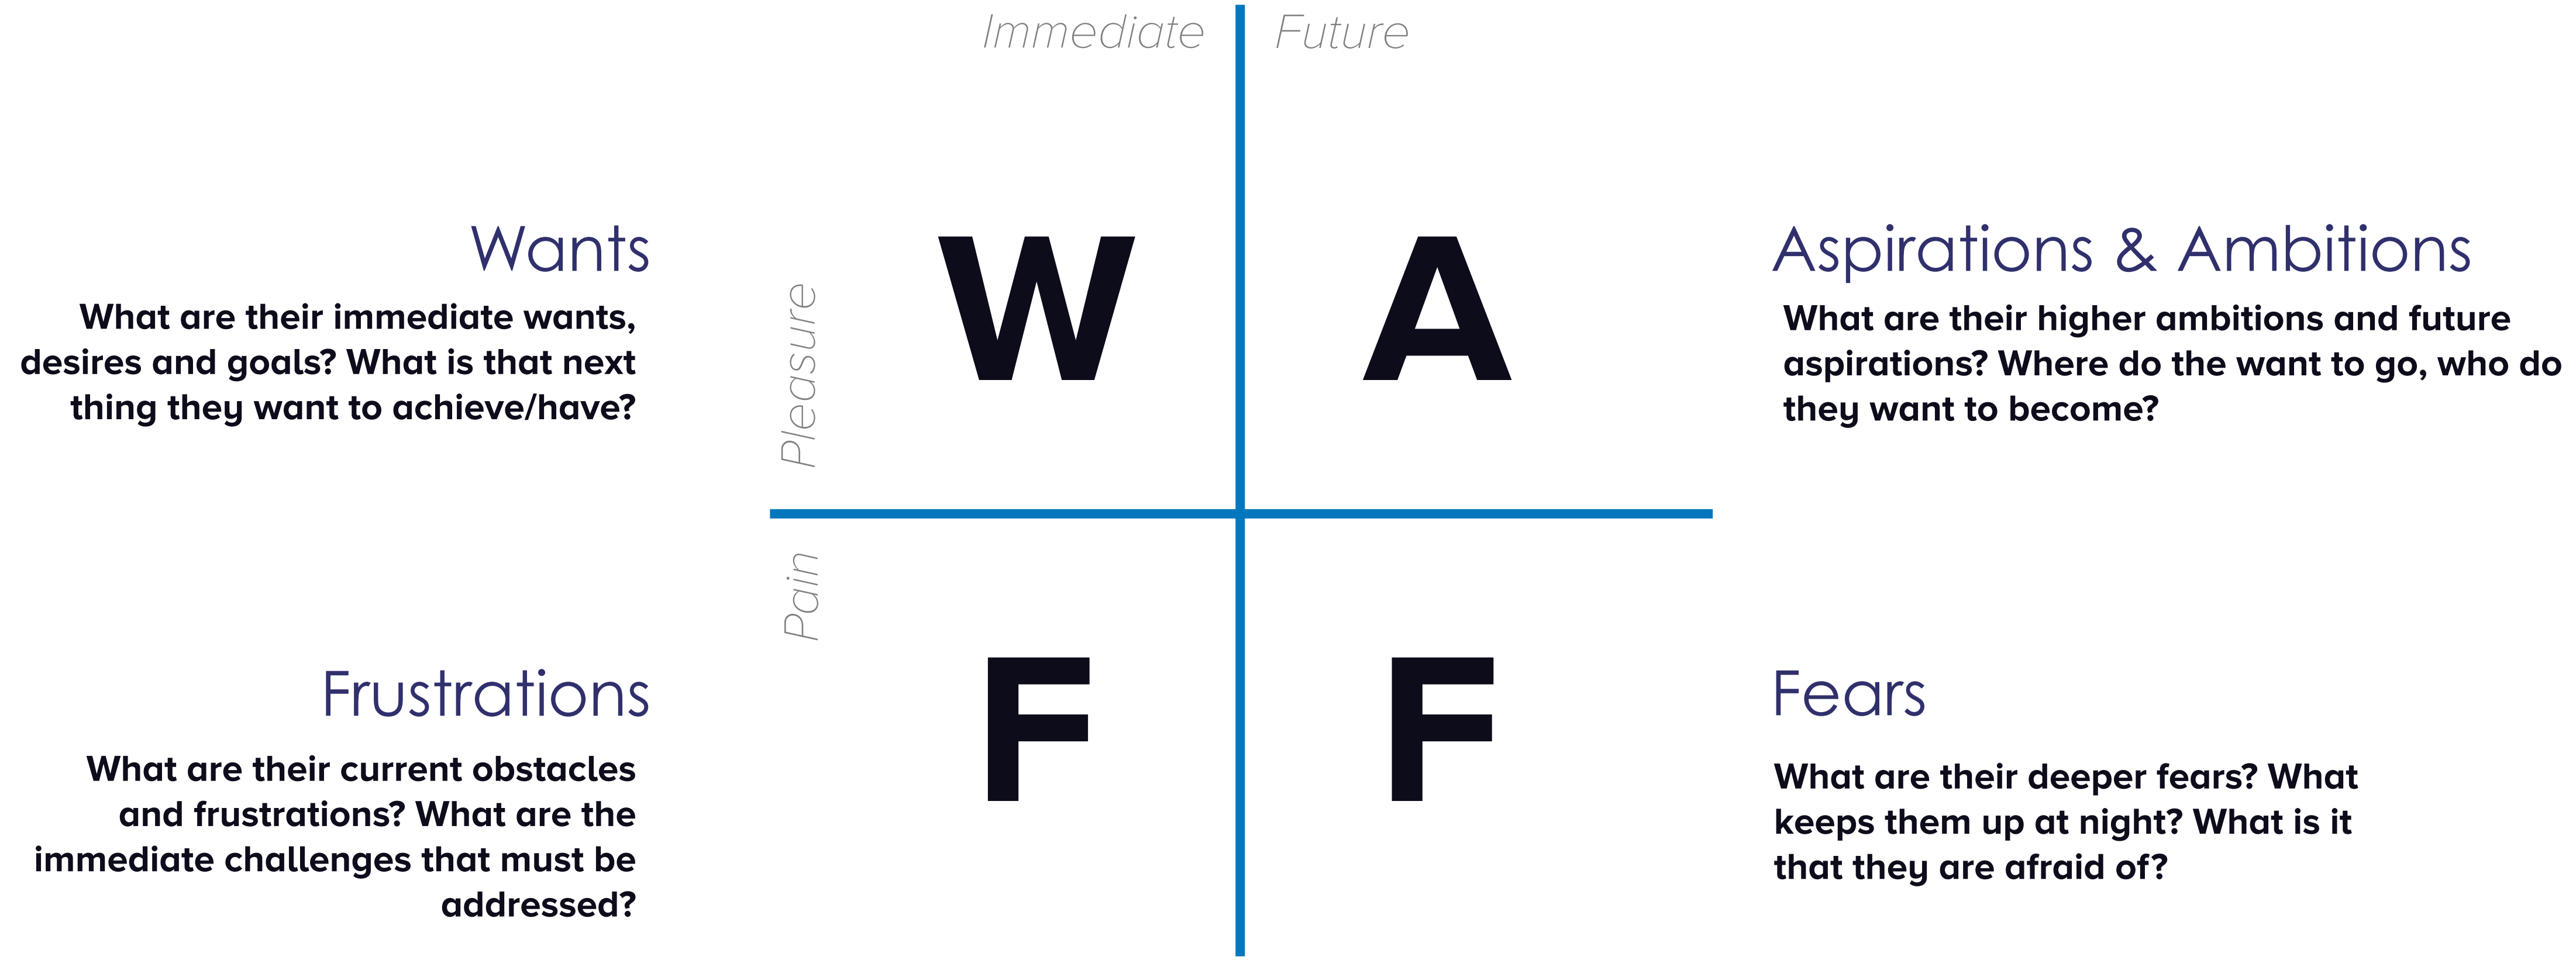 Immediate Future
Wants
What are their immediate wants,
desires and goals? What is that next
thing they want to achieve/have?
Pleasure
W A
Aspirations & Ambitions
What are their higher ambitions and future
aspirations? Where do the want to go, who do
they want to become?
Frustrations
What are their current obstacles
and frustrations? What are the
immediate challenges that must be
addressed?
Pain
F F
Fears
What are their deeper fears? What
keeps them up at night? What is it
that they are afraid of?